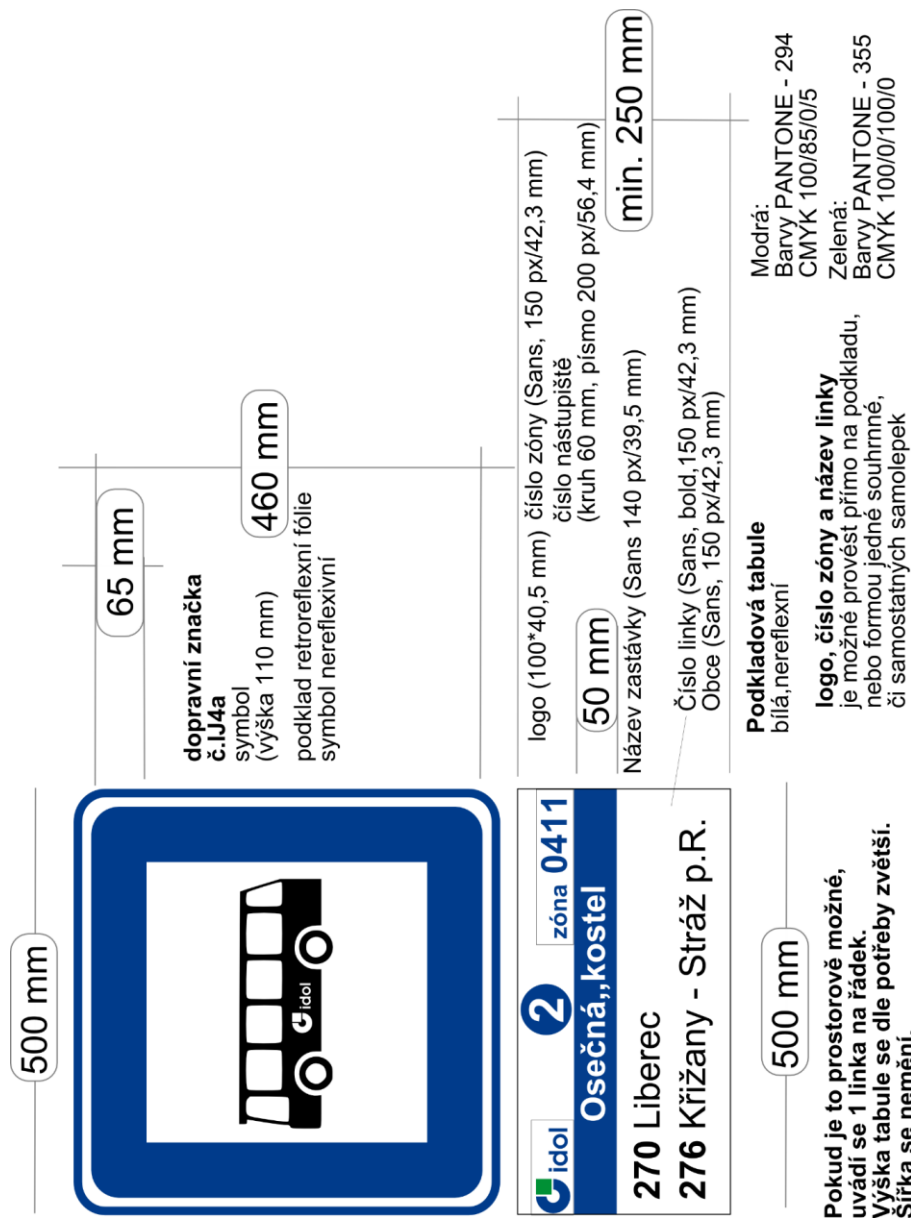 500 mm
65 mm
460 mm
dopravní značka
č.IJ4a
symbol
(výška 110 mm)
podklad retroreflexní fólie
symbol nereflexivní
idol
idol
2
zóna 0411
Osečná,,kostel
270 Liberec
276 Křižany - Stráž p.R.
logo (100*40,5 mm)
číslo zóny (Sans, 150 px/42,3 mm)
číslo nástupiště
(kruh 60 mm, písmo 200 px/56,4 mm)
50 mm
min. 250 mm
Název zastávky (Sans 140 px/39,5 mm)
Číslo linky (Sans, bold,150 px/42,3 mm)
Obce (Sans, 150 px/42,3 mm)
500 mm
Podkladová tabule
bílá,nereflexní
Modrá:
Barvy PANTONE - 294
CMYK 100/85/0/5
Zelená:
Barvy PANTONE - 355
CMYK 100/0/100/0
logo, číslo zóny a název linky
je možné provést přímo na podkladu,
nebo formou jedné souhrnné,
či samostatných samolepek
Pokud je to prostorově možné,
uvádí se 1 linka na řádek.
Výška tabule se dle potřeby zvětší.
Šířka se nemění.